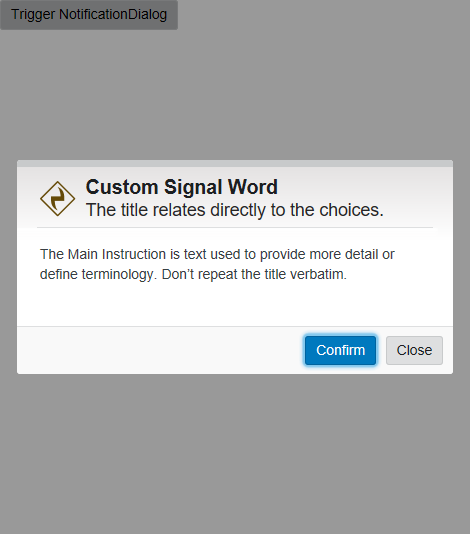 Trigger NotificationDialog
Custom Signal Word
The title relates directly to the choices.
The Main Instruction is text used to provide more detail or
define terminology. Don’t repeat the title verbatim.
Confirm Close